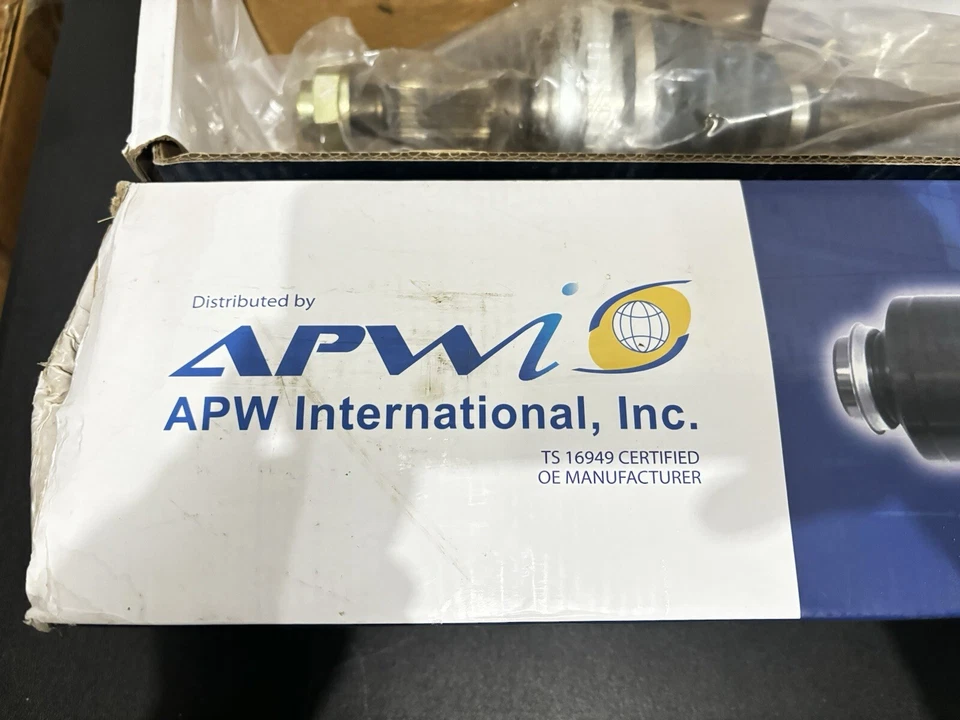 Distributed by
APWi
APW International, Inc.
TS 16949 CERTIFIED
OE MANUFACTURER